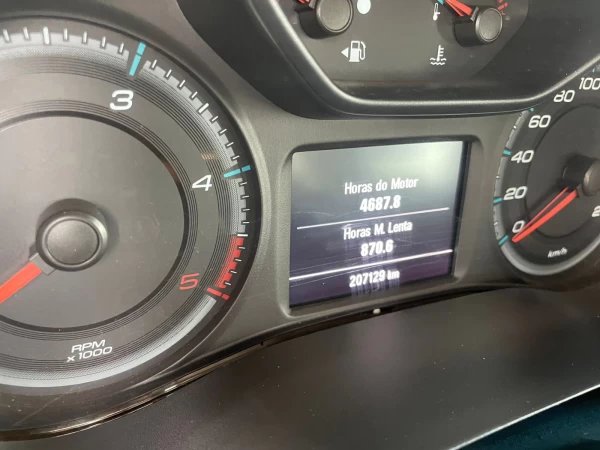 3
4
5
RPM
x 1000
Horas do Motor
4687.8
Horas M. Lenta
870.6
207129 km
100
80
60
40
20
0
km/h